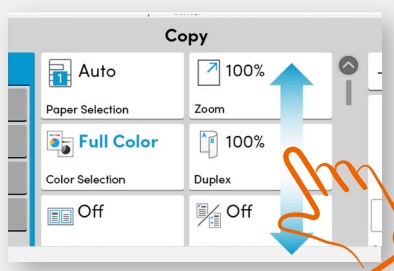 Copy
Auto
100%
Paper Selection
Zoom
Full Color
100%
Color Selection
Duplex
Off
Off